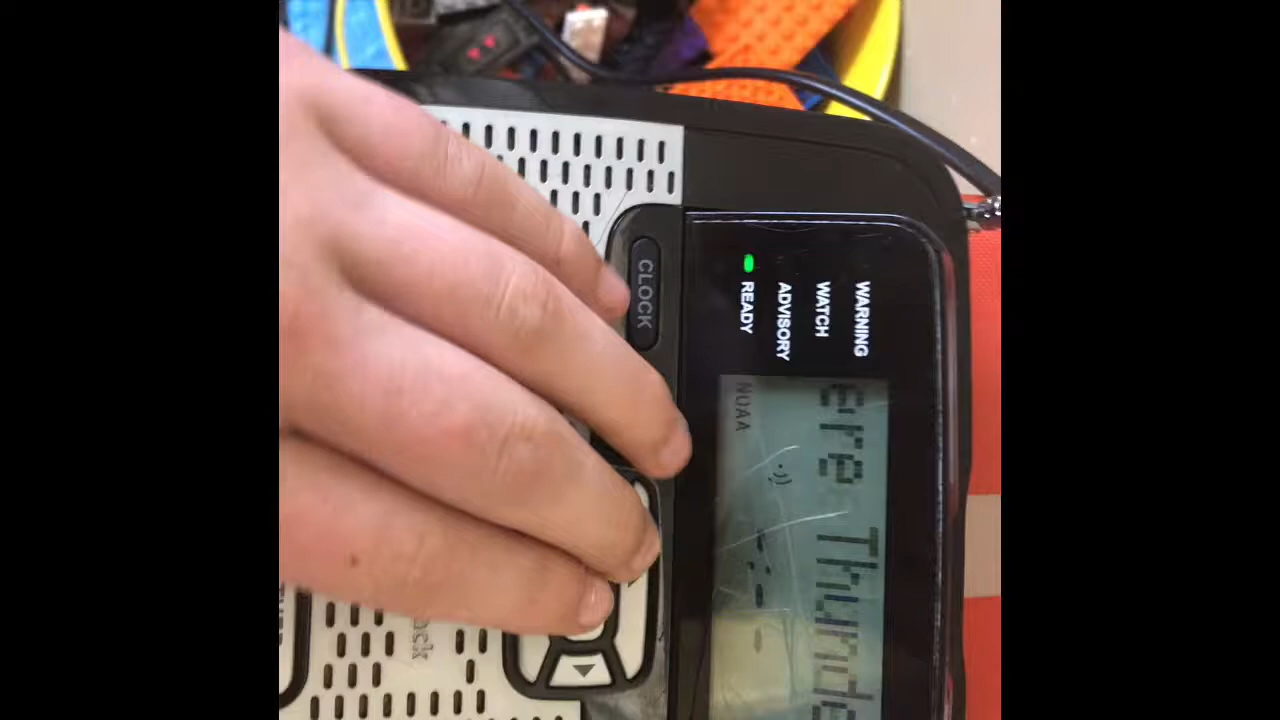 WARNING
WATCH
ADVISORY
READY
CLOCK
ere Thunde
NOAA